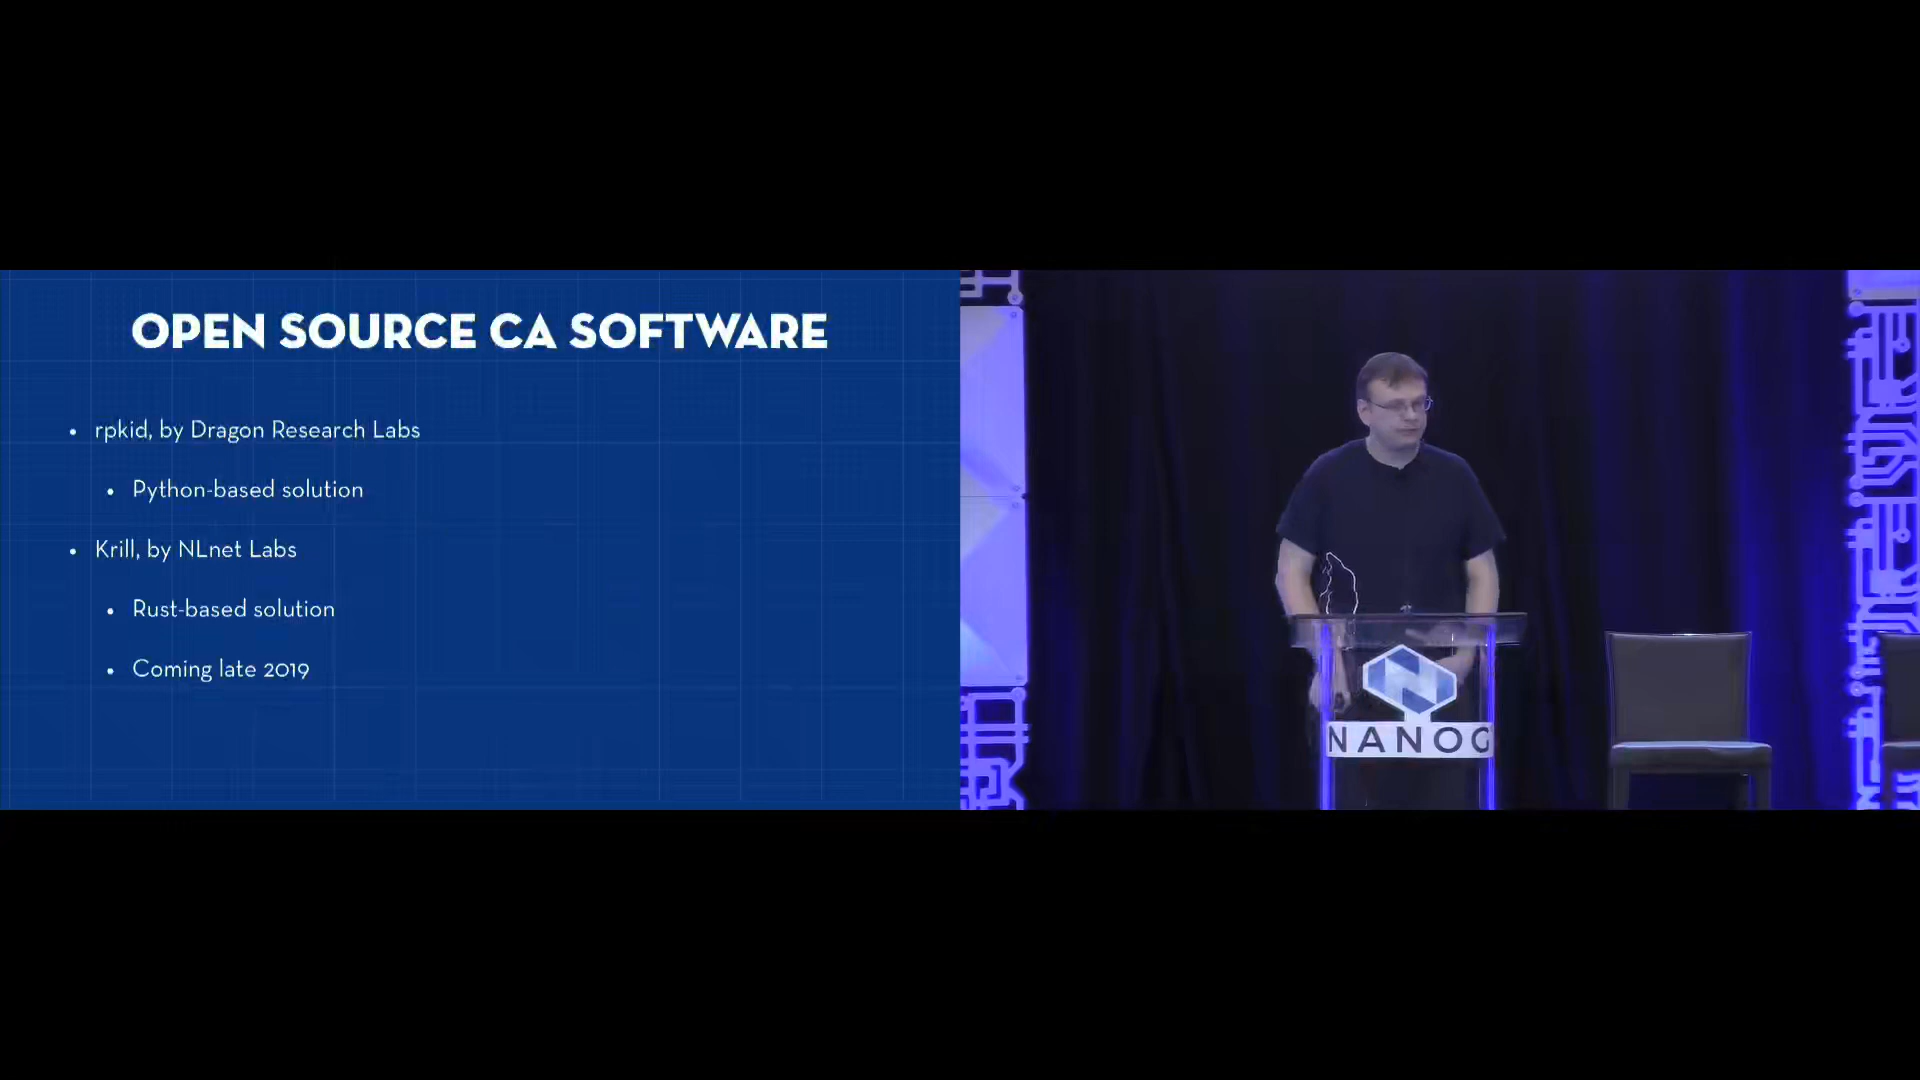 OPEN SOURCE CA SOFTWARE
• rpkid, by Dragon Research Labs
• Python-based solution
• Krill, by NLnet Labs
• Rust-based solution
• Coming late 2019
NANOG